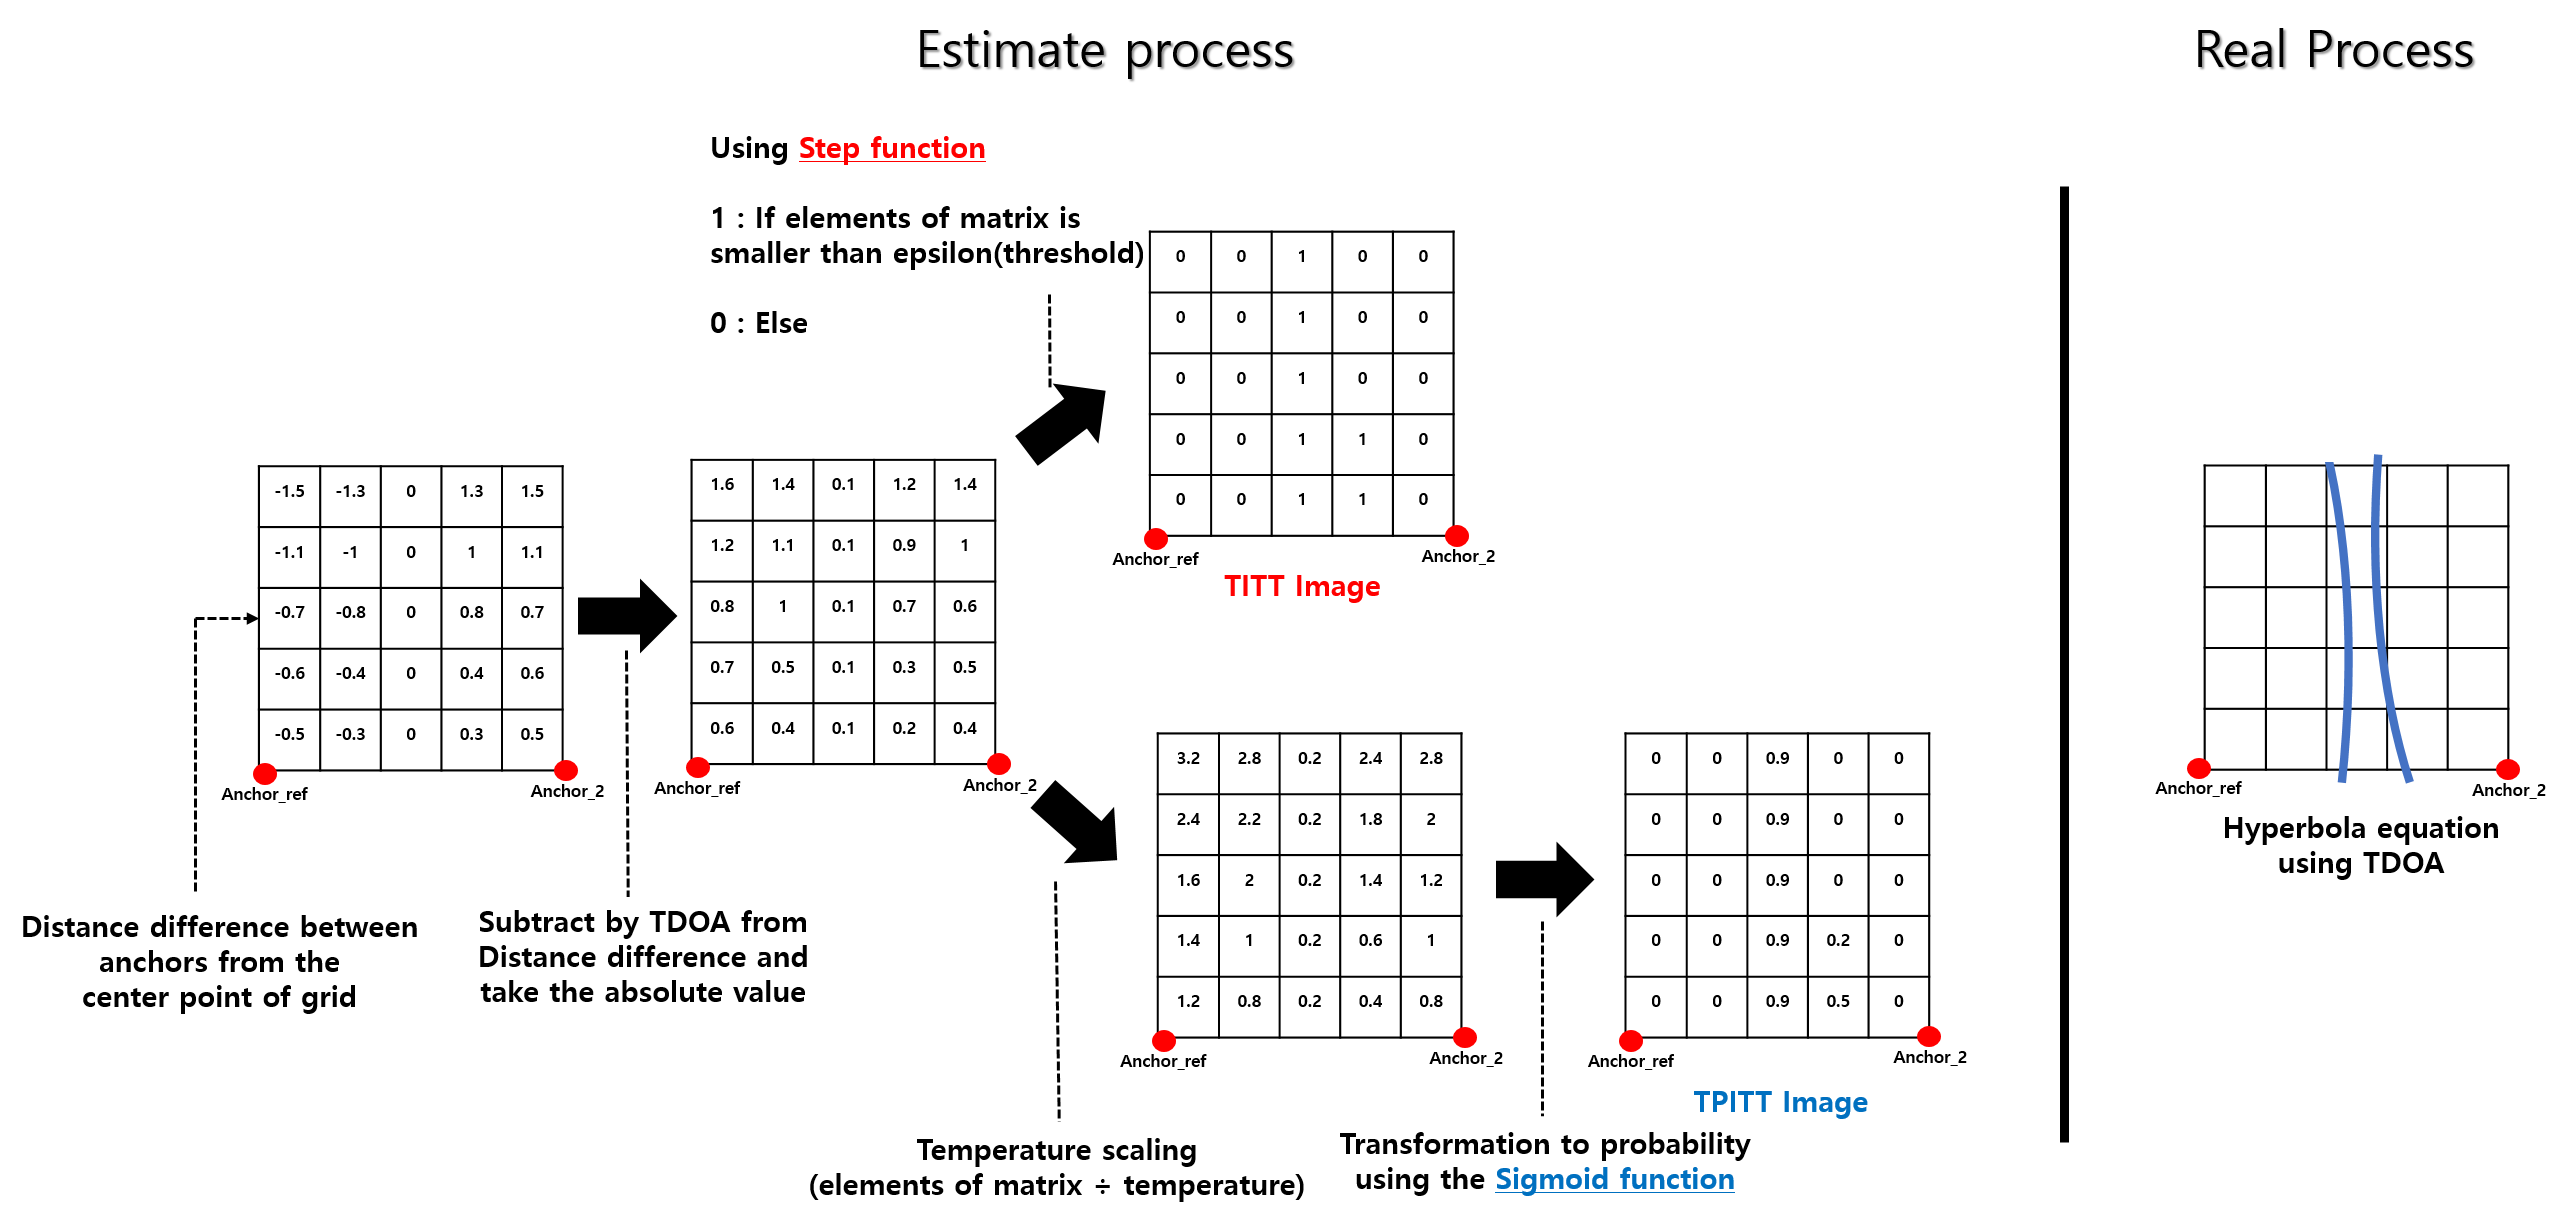 Estimate process
Real Process
Using Step function
1 : If elements of matrix is
smaller than epsilon(threshold)
0 : Else
0 0 1 0 0
0 0 1 0 0
0 0 1 0 0
0 0 1 1 0
0 0 1 1 0
Anchor_ref
Anchor_2
TITT Image
-1.5 -1.3 0 1.3 1.5
-1.1 -1 0 1 1.1
-0.7 -0.8 0 0.8 0.7
-0.6 -0.4 0 0.4 0.6
-0.5 -0.3 0 0.3 0.5
Anchor_ref
Anchor_2
Distance difference between
anchors from the
center point of grid
1.6 1.4 0.1 1.2 1.4
1.2 1.1 0.1 0.9 1
0.8 1 0.1 0.7 0.6
0.7 0.5 0.1 0.3 0.5
0.6 0.4 0.1 0.2 0.4
Anchor_ref
Anchor_2
Subtract by TDOA from
Distance difference and
take the absolute value
3.2 2.8 0.2 2.4 2.8
2.4 2.2 0.2 1.8 2
1.6 2 0.2 1.4 1.2
1.4 1 0.2 0.6 1
1.2 0.8 0.2 0.4 0.8
Anchor_ref
Anchor_2
Temperature scaling
(elements of matrix ÷ temperature)
0 0 0.9 0 0
0 0 0.9 0 0
0 0 0.9 0 0
0 0 0.9 0.2 0
0 0 0.9 0.5 0
Anchor_ref
Anchor_2
TPITT Image
Transformation to probability
using the Sigmoid function
Anchor_ref
Anchor_2
Hyperbola equation
using TDOA